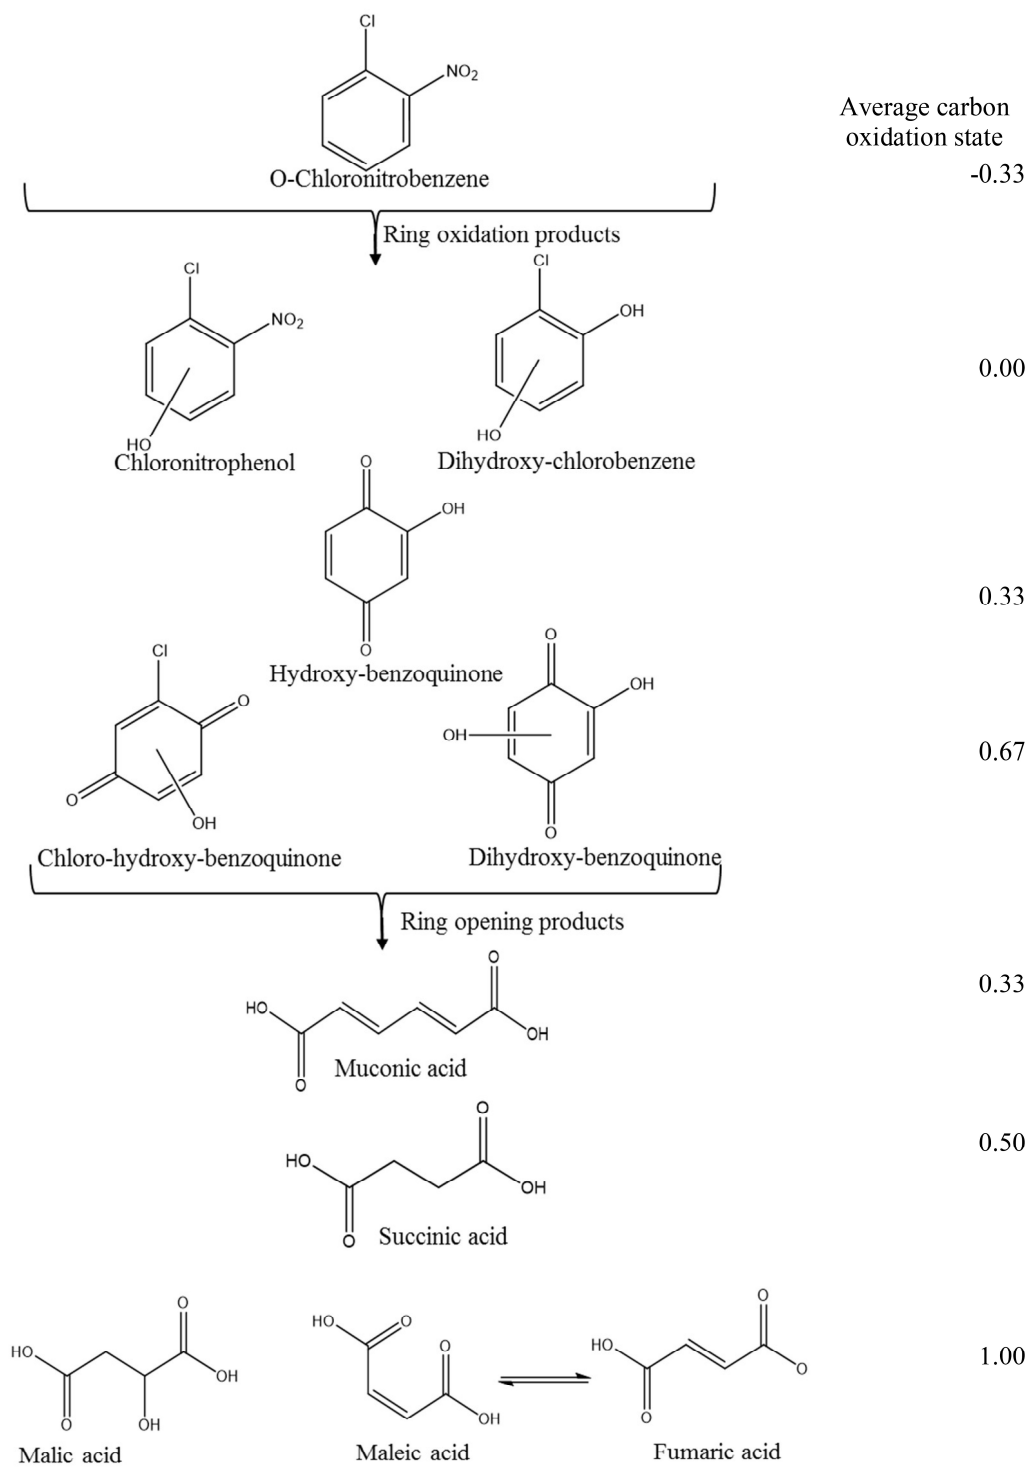 Cl
NO2
Average carbon
oxidation state
O-Chloronitrobenzene
-0.33
Ring oxidation products
Cl
NO2
HO
Chloronitrophenol
Cl
OH
HO
Dihydroxy-chlorobenzene
0.00
O
OH
O
Hydroxy-benzoquinone
0.33
Cl
O
O
OH
Chloro-hydroxy-benzoquinone
O
OH
OH
O
Dihydroxy-benzoquinone
0.67
Ring opening products
O
HO
OH
O
Muconic acid
0.33
O
HO
OH
O
Succinic acid
0.50
O
HO
OH
O
OH
Malic acid
HO
O
O
OH
Maleic acid
O
HO
O
O
Fumaric acid
1.00